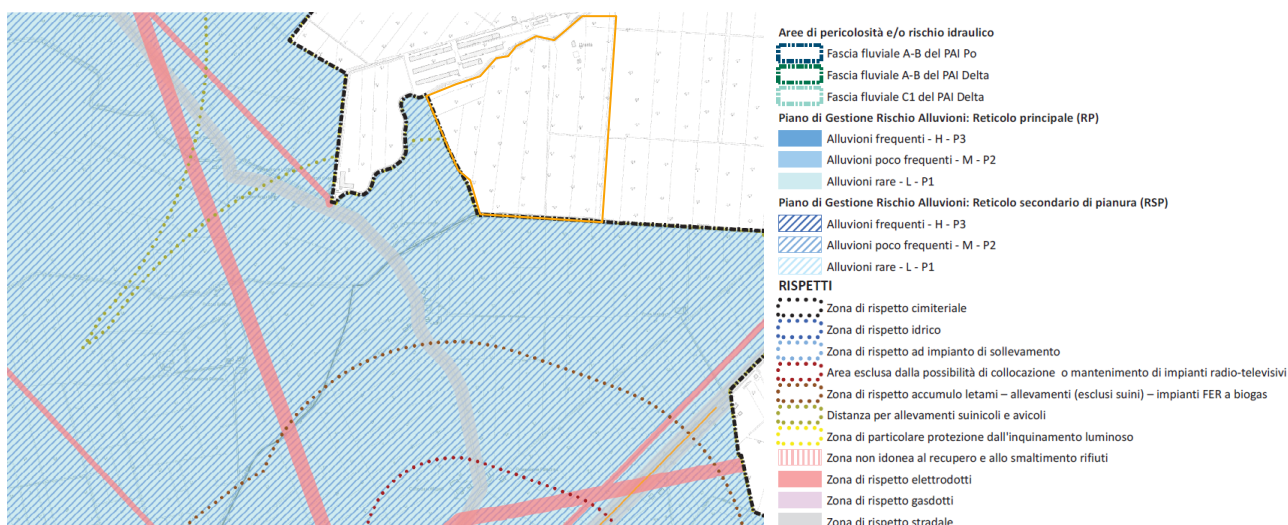 Aree di pericolosità e/o rischio idraulico
Fascia fluviale A-B del PAI Po
Fascia fluviale A-B del PAI Delta
Fascia fluviale C1 del PAI Delta
Piano di Gestione Rischio Alluvioni: Reticolo principale (RP)
Alluvioni frequenti - H - P3
Alluvioni poco frequenti - M - P2
Alluvioni rare - L - P1
Piano di Gestione Rischio Alluvioni: Reticolo secondario di pianura (RSP)
Alluvioni frequenti - H - P3
Alluvioni poco frequenti - M - P2
Alluvioni rare - L - P1
RISPETTI
Zona di rispetto cimiteriale
Zona di rispetto idrico
Zona di rispetto ad impianto di sollevamento
Area esclusa dalla possibilità di collocazione o mantenimento di impianti radio-televisivi
Zona di rispetto accumulo letami – allevamenti (esclusi suini) – impianti FER a biogas
Distanza per allevamenti suinicoli e avicoli
Zona di particolare protezione dall'inquinamento luminoso
Zona non idonea al recupero e allo smaltimento rifiuti
Zona di rispetto elettrodotti
Zona di rispetto gasdotti
Zona di rispetto stradale